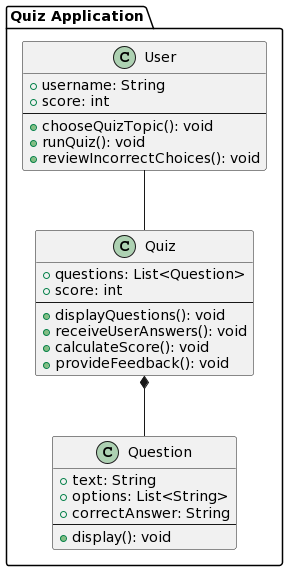 Quiz Application
C User
username: String
score: int
chooseQuizTopic(): void
runQuiz(): void
reviewIncorrectChoices(): void
C Quiz
questions: List<Question>
score: int
displayQuestions(): void
receiveUserAnswers(): void
calculateScore(): void
provideFeedback(): void
C Question
text: String
options: List<String>
correctAnswer: String
display(): void